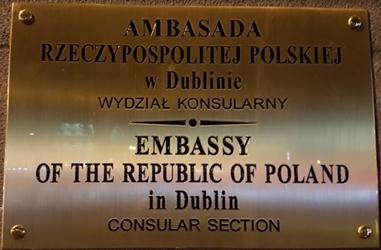 AMBASADA
RZECZYPOSPOLITEJ POLSKIEJ
w Dublinie
WYDZIAŁ KONSULARNY
EMBASSY
OF THE REPUBLIC OF POLAND
in Dublin
CONSULAR SECTION